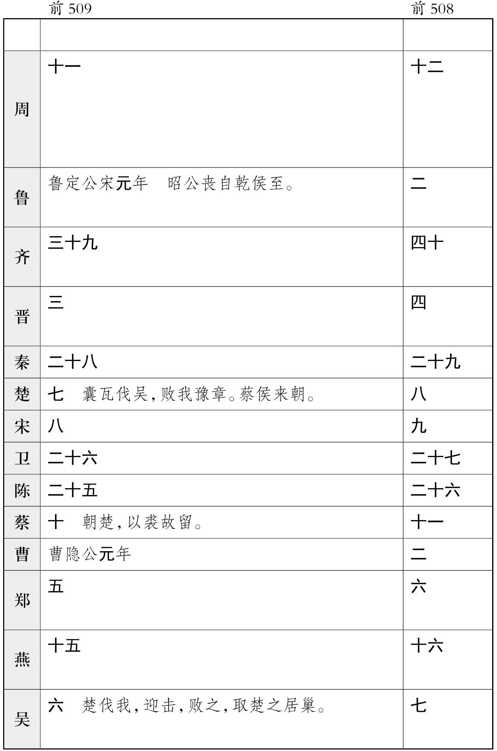 前 509 前 508
周 十一 十二
鲁 鲁定公宋元年 昭公丧自乾侯至。 二
齐 三十九 四十
晋 三 四
秦 二十八 二十九
楚 七 囊瓦伐吴,败我豫章。蔡侯来朝。 八
宋 八 九
卫 二十六 二十七
陈 二十五 二十六
蔡 十 朝楚,以裘故留。 十一
曹 曹隐公元年 二
郑 五 六
燕 十五 十六
吴 六 楚伐我,迎击,败之,取楚之居巢。 七